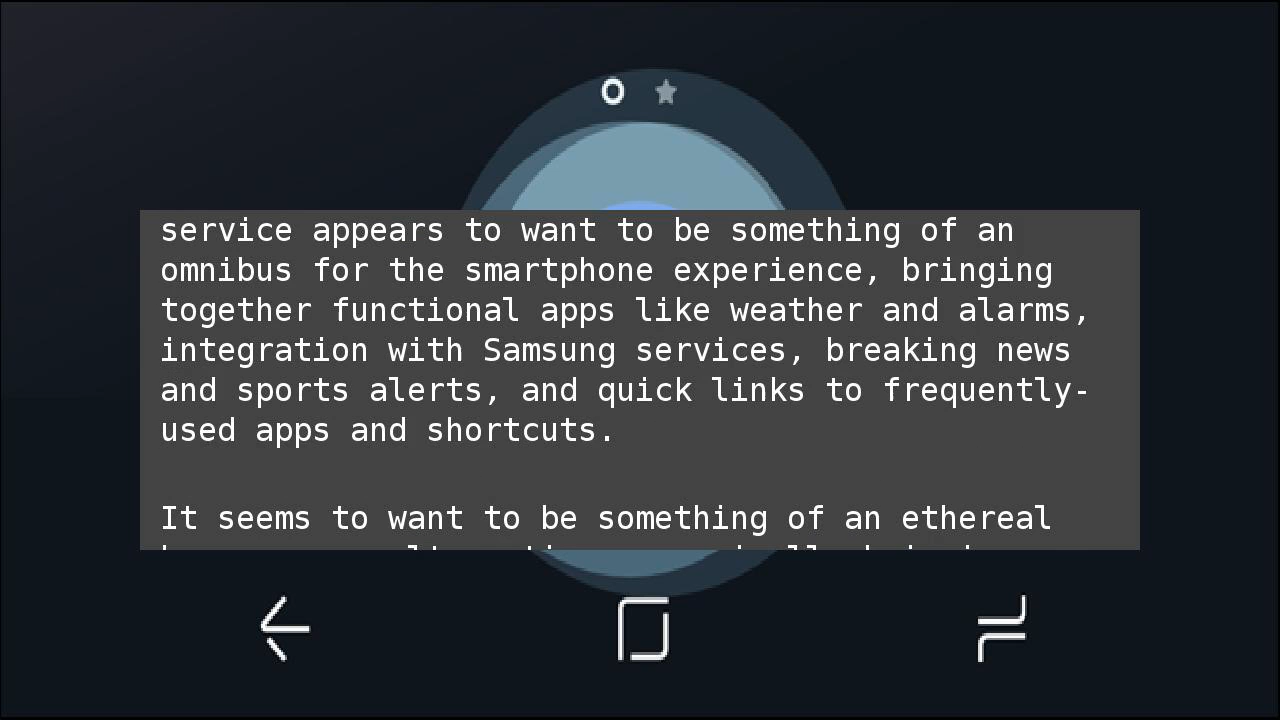 O
service appears to want to be something of an
omnibus for the smartphone experience, bringing
together functional apps like weather and alarms,
integration with Samsung services, breaking news
and sports alerts, and quick links to frequently-
used apps and shortcuts.
It seems to want to be something of an ethereal